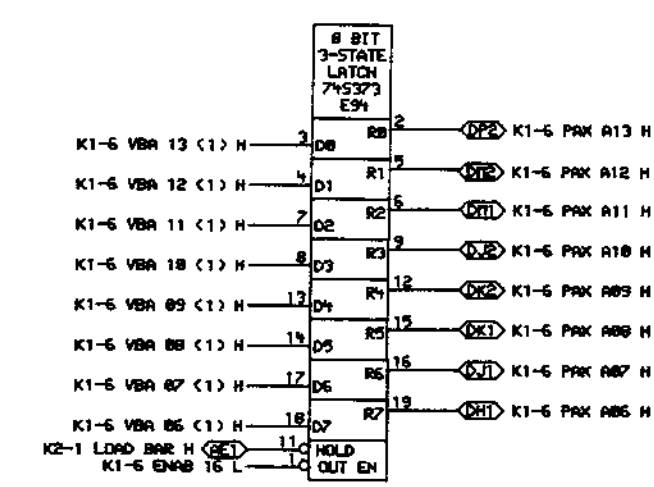 8 BIT
3-STATE
LATCH
74S373
E94
K1-6 VBA 13 (1) H 3 D0 R0 2 DP2 K1-6 PAX A13 H
K1-6 VBA 12 (1) H 4 D1 R1 5 DM2 K1-6 PAX A12 H
K1-6 VBA 11 (1) H 7 D2 R2 6 DM1 K1-6 PAX A11 H
K1-6 VBA 10 (1) H 8 D3 R3 9 DJ2 K1-6 PAX A10 H
K1-6 VBA 09 (1) H 13 D4 R4 12 DK2 K1-6 PAX A09 H
K1-6 VBA 08 (1) H 14 D5 R5 15 DK1 K1-6 PAX A08 H
K1-6 VBA 07 (1) H 17 D6 R6 16 DJ1 K1-6 PAX A07 H
K1-6 VBA 06 (1) H 18 D7 R7 19 DH1 K1-6 PAX A06 H
K2-1 LOAD BAR H AE1 11 HOLD
K1-6 ENAB 16 L 1 OUT EN